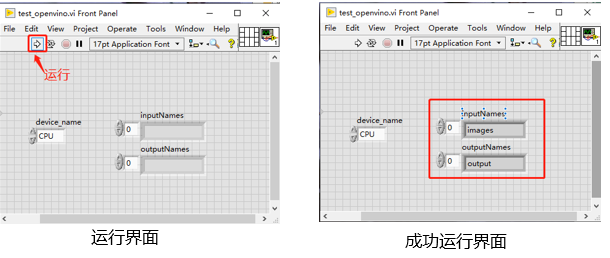 test_openvino.vi Front Panel
File Edit View Project Operate Tools Window Help
17pt Application Font
运行
device_name
CPU
inputNames
0
outputNames
0
运行界面
test_openvino.vi Front Panel
File Edit View Project Operate Tools Window Help
17pt Application Font
device_name
CPU
inputNames
0 images
outputNames
0 output
成功运行界面